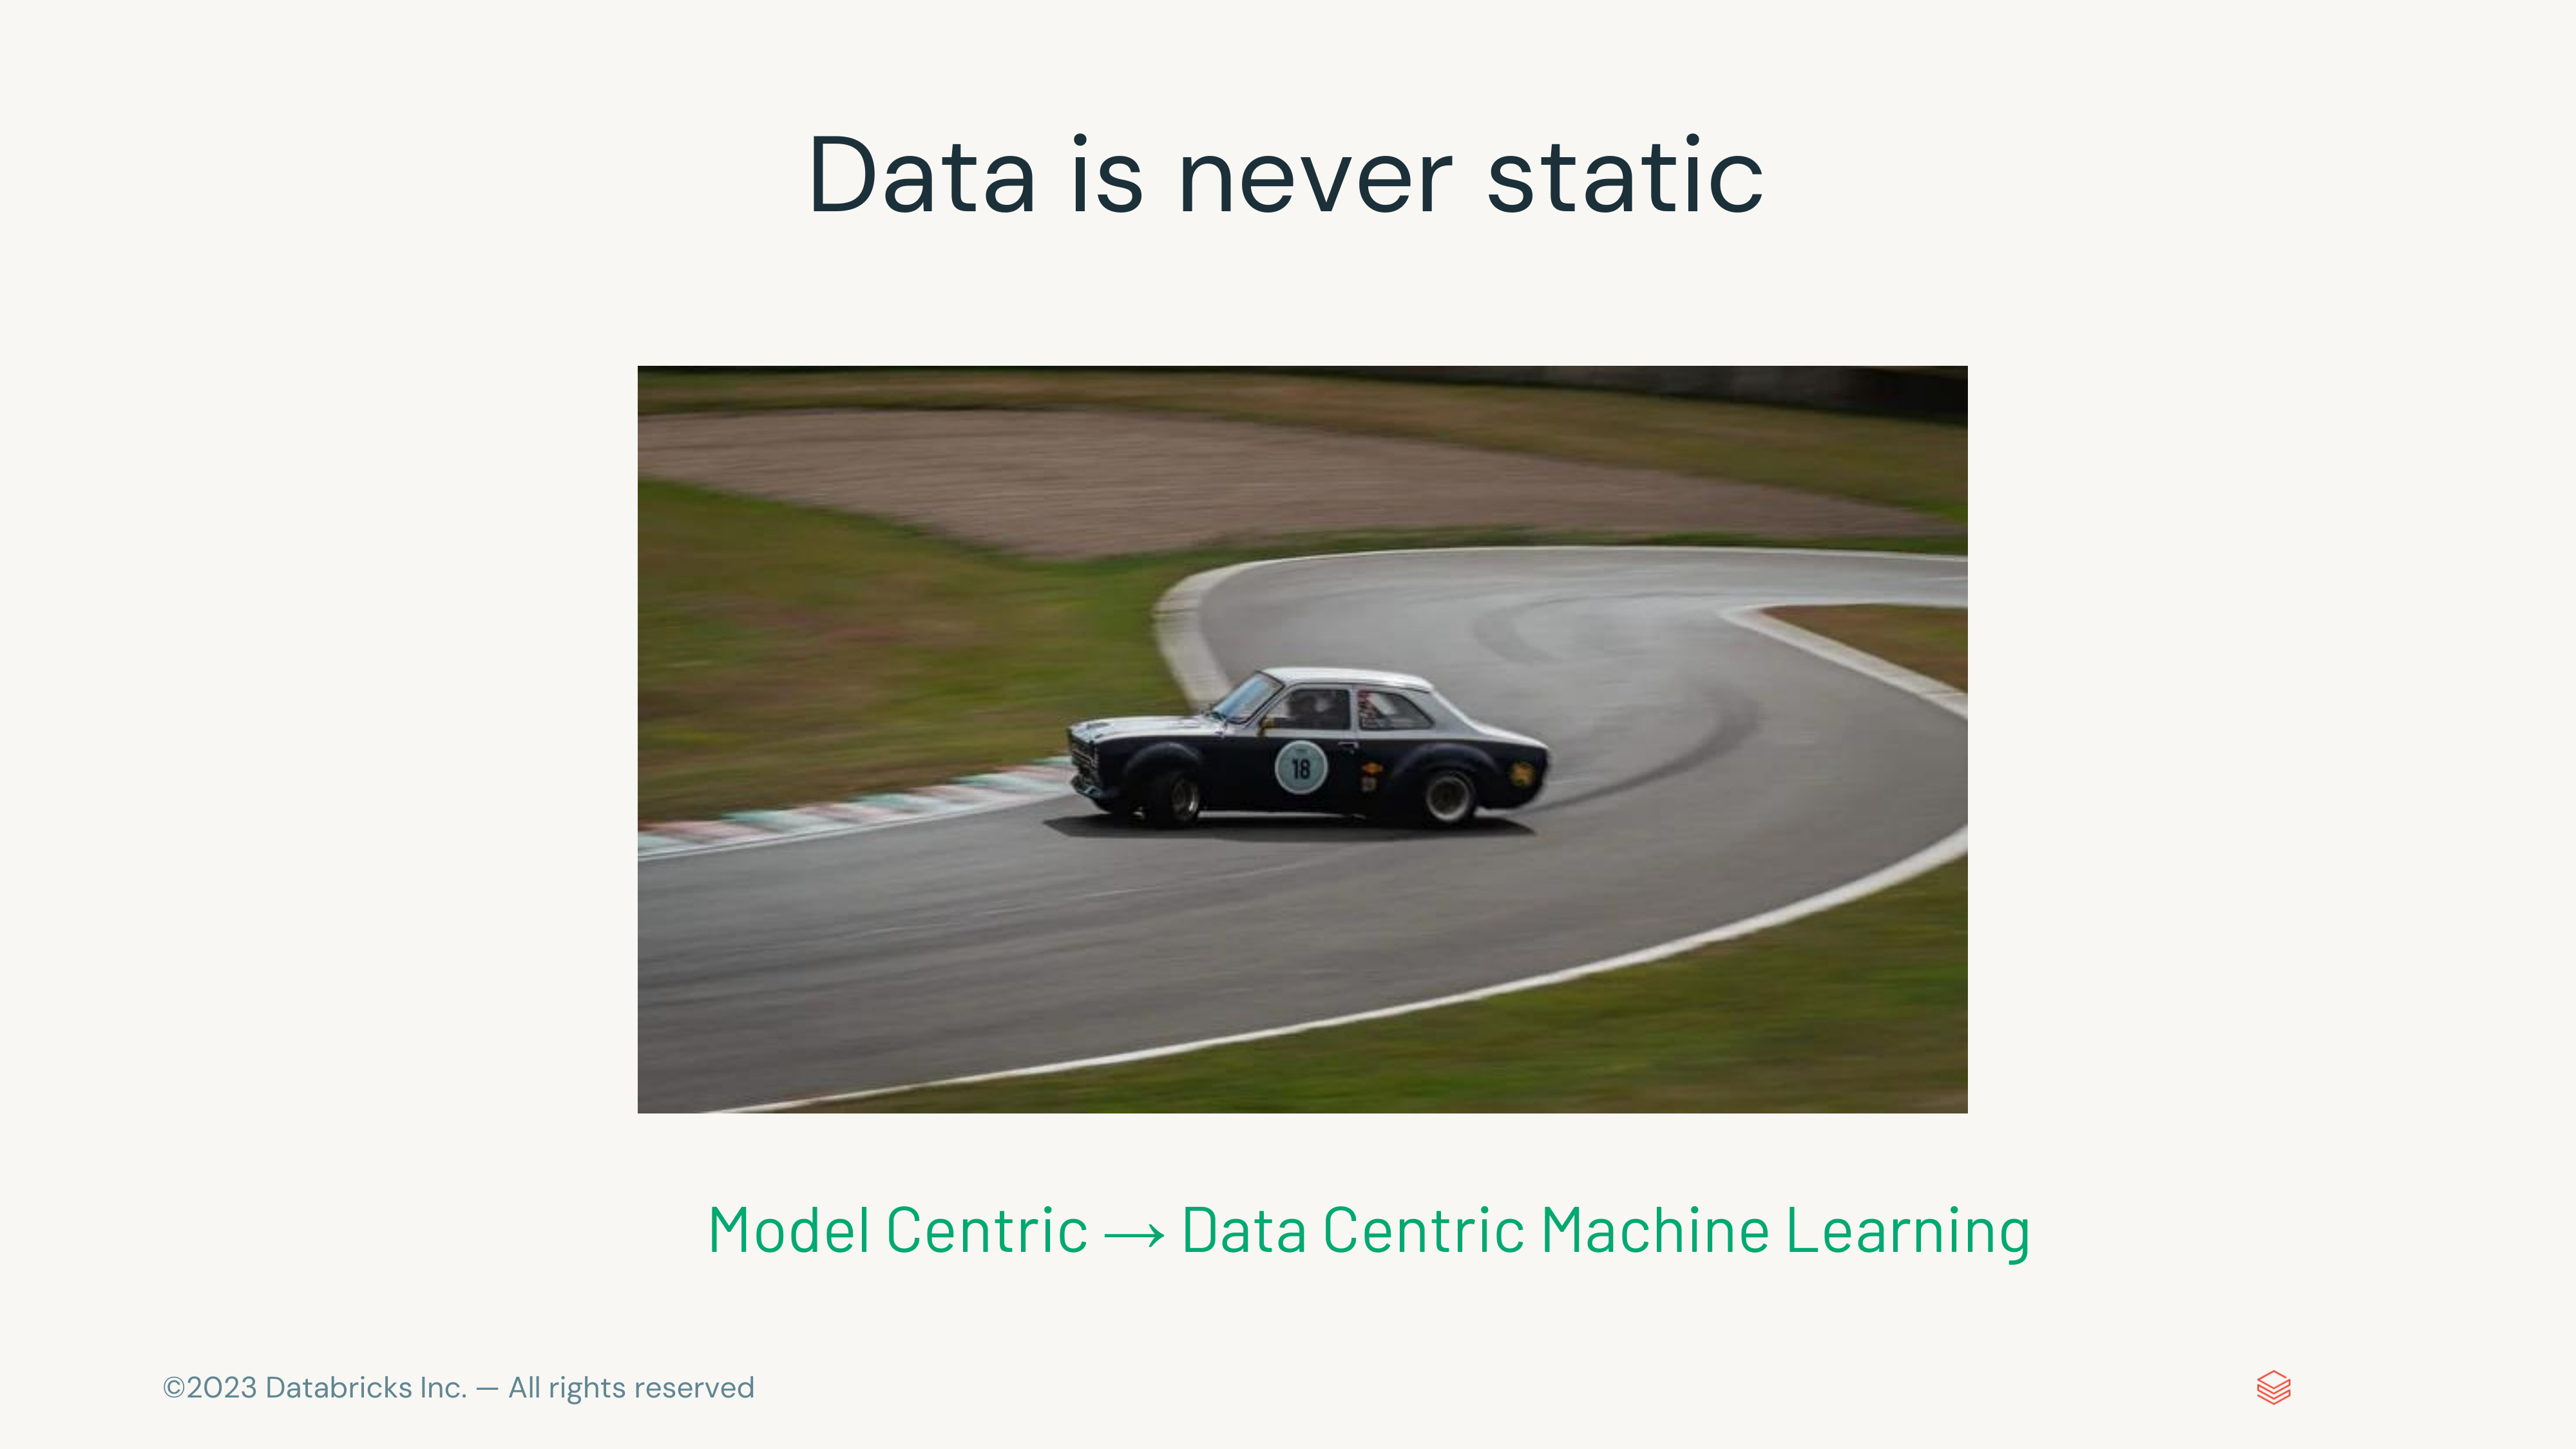 Data is never static
18
Model Centric → Data Centric Machine Learning
©2023 Databricks Inc. — All rights reserved